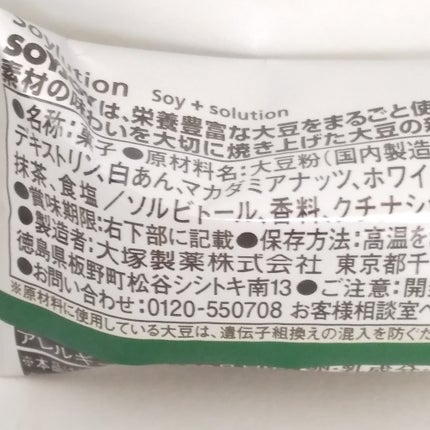 Soylution
SOYlution Soy + solution
素材の味は、栄養豊富な大豆をまるごと使
わいを大切に焼き上げた大豆の
●名称:菓子●原材料名:大豆粉(国内製造
デキストリン、白あん、マカダミアナッツ、ホワイ
抹茶、食塩/ソルビトール、香料、クチナシ
●賞味期限:右下部に記載●保存方法:高温を
●製造者:大塚製薬株式会社 東京都千
徳島県板野町松谷シシトキ南13●ご注意:開
●お問い合わせ:0120-550708 お客様相談室へ
※原材料に使用している大豆は、遺伝子組換えの混入を防ぐ
アレルギ